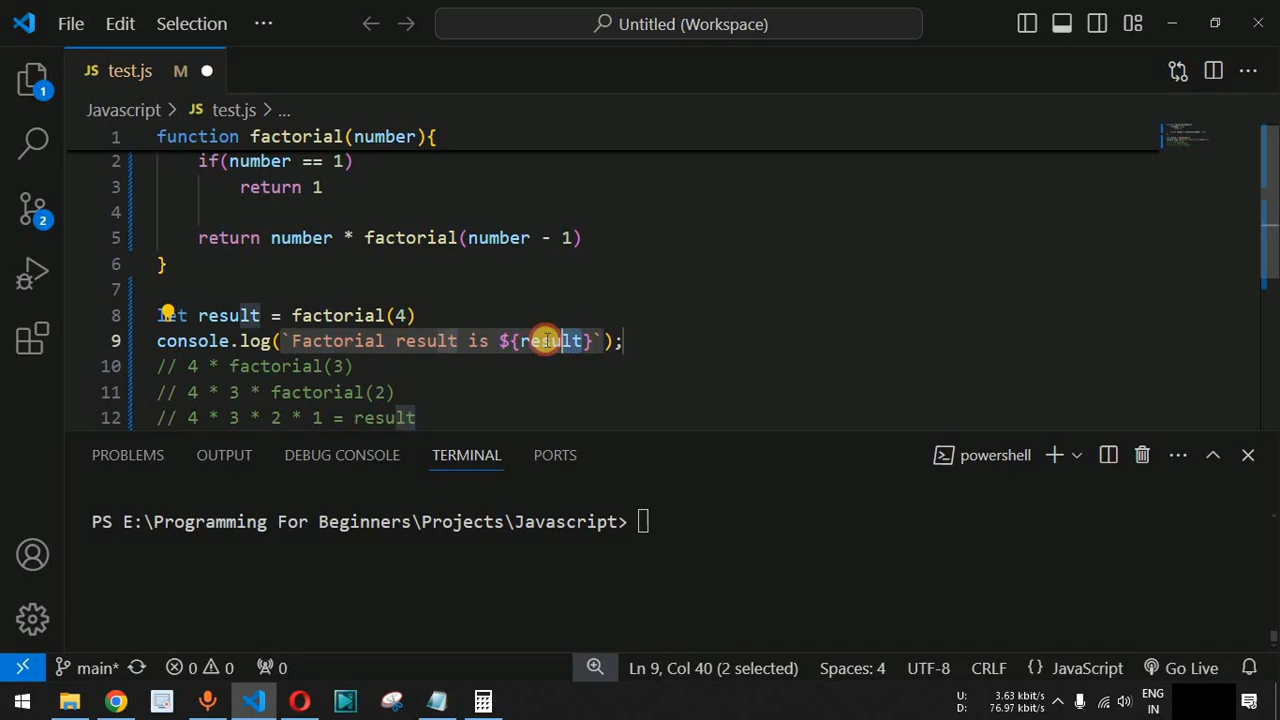 File Edit Selection ··· Untitled (Workspace)
JS test.js M
Javascript > JS test.js > ...
1 function factorial(number){
2 if(number == 1)
3 return 1
4
5 return number * factorial(number - 1)
6 }
7
8 let result = factorial(4)
9 console.log(`Factorial result is ${result}`);
10 // 4 * factorial(3)
11 // 4 * 3 * factorial(2)
12 // 4 * 3 * 2 * 1 = result
1
2
PROBLEMS OUTPUT DEBUG CONSOLE TERMINAL PORTS powershell
PS E:\Programming For Beginners\Projects\Javascript>
main* 0 0 0 Ln 9, Col 40 (2 selected) Spaces: 4 UTF-8 CRLF {} JavaScript Go Live
U: 3.63 kbit/s ENG
D: 76.97 kbit/s IN